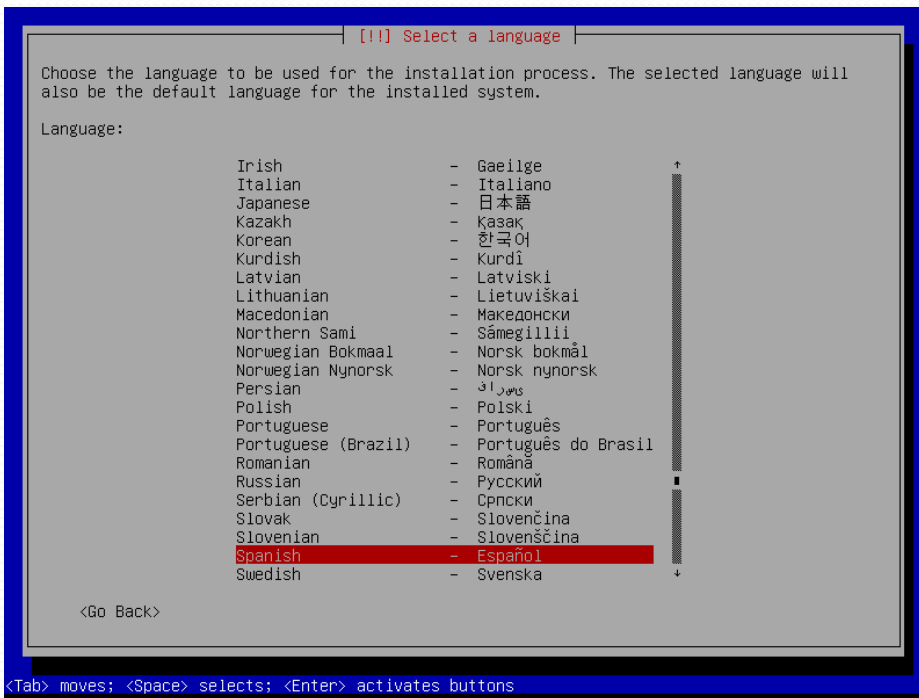 [!!] Select a language
Choose the language to be used for the installation process. The selected language will
also be the default language for the installed system.
Language:
Irish - Gaeilge
Italian - Italiano
Japanese - 日本語
Kazakh - Қазақ
Korean - 한국어
Kurdish - Kurdî
Latvian - Latviski
Lithuanian - Lietuviškai
Macedonian - Македонски
Northern Sami - Sámegillii
Norwegian Bokmaal - Norsk bokmål
Norwegian Nynorsk - Norsk nynorsk
Persian - فارسی
Polish - Polski
Portuguese - Português
Portuguese (Brazil) - Português do Brasil
Romanian - Română
Russian - Русский
Serbian (Cyrillic) - Српски
Slovak - Slovenčina
Slovenian - Slovenščina
Spanish - Español
Swedish - Svenska
<Go Back>
<Tab> moves; <Space> selects; <Enter> activates buttons